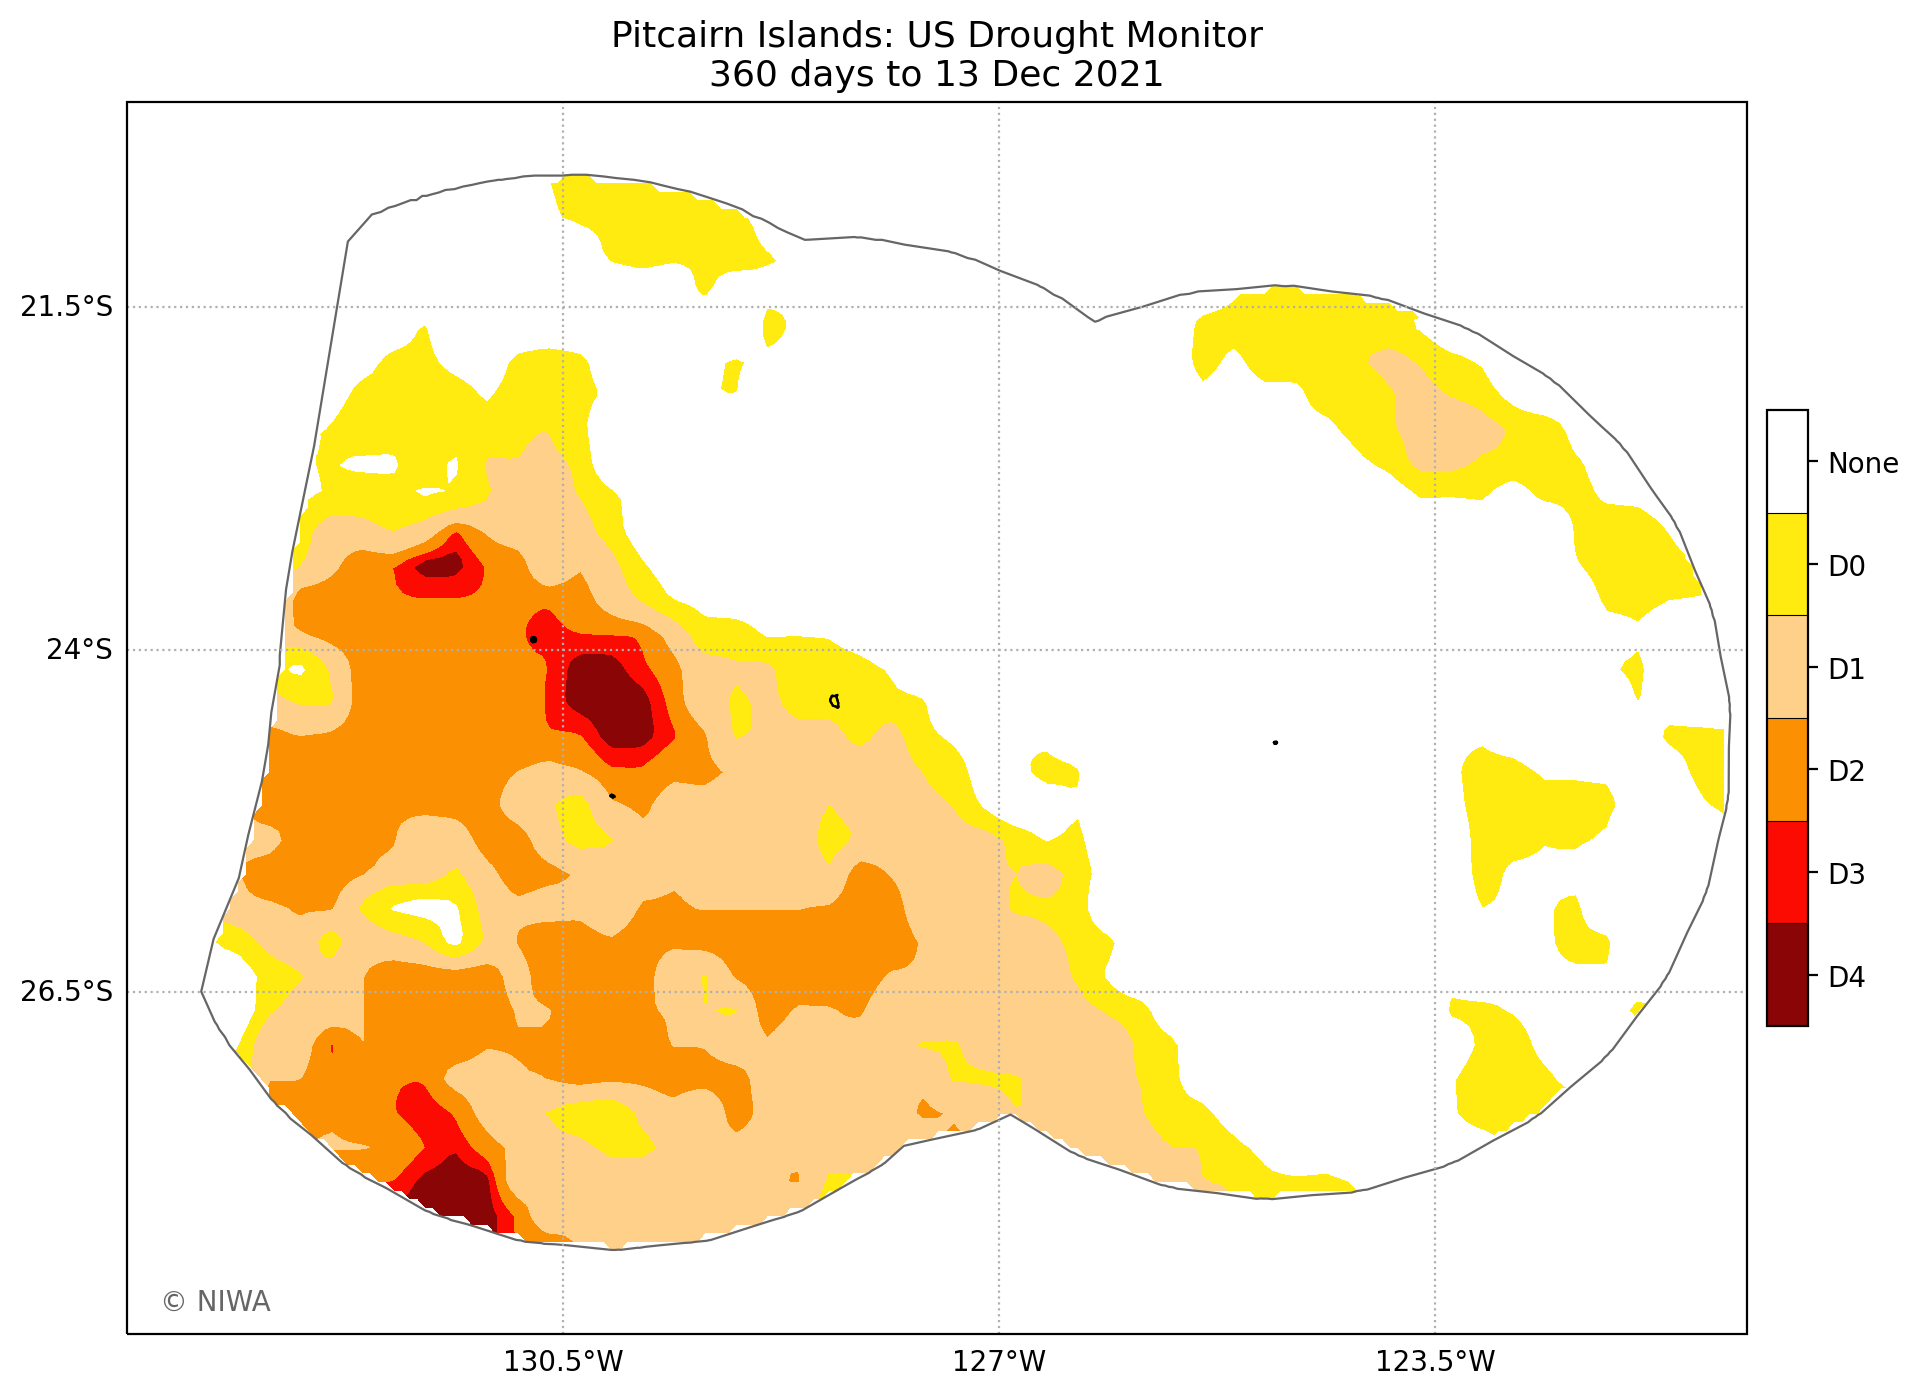 Pitcairn Islands: US Drought Monitor
360 days to 13 Dec 2021
21.5°S
24°S
26.5°S
130.5°W
127°W
123.5°W
None
D0
D1
D2
D3
D4
© NIWA